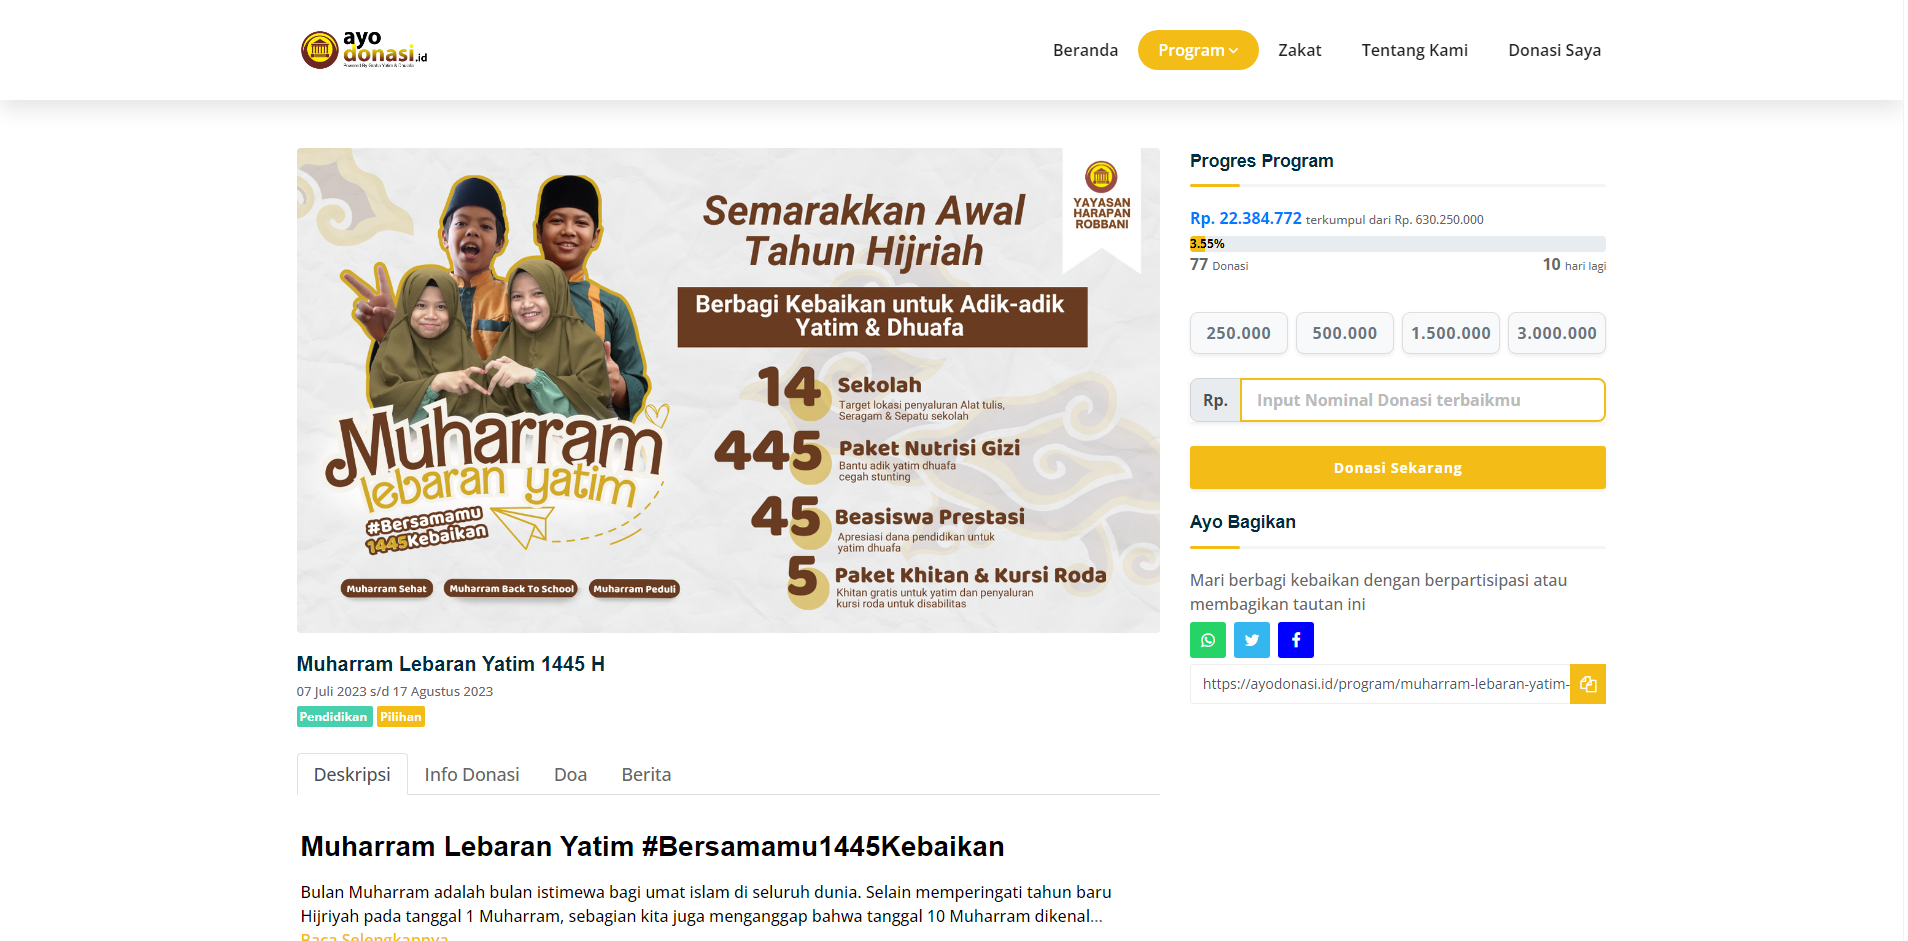 ayo
donasi.id
Beranda
Program
Zakat
Tentang Kami
Donasi Saya
Semarakkan Awal
Tahun Hijriah
YAYASAN
HARAPAN
ROBBANI
Berbagi Kebaikan untuk Adik-adik
Yatim & Dhuafa
14 Sekolah
Target lokasi penyaluran Alat tulis,
Seragam & Sepatu sekolah
445 Paket Nutrisi Gizi
Bantu adik yatim dhuafa
cegah stunting
45 Beasiswa Prestasi
Apresiasi dana pendidikan untuk
yatim dhuafa
5 Paket Khitan & Kursi Roda
Khitan gratis untuk yatim dan penyaluran
kursi roda untuk disabilitas
Muharram
lebaran yatim
#Bersamamu
1445Kebaikan
Muharram Sehat
Muharram Back To School
Muharram Peduli
Muharram Lebaran Yatim 1445 H
07 Juli 2023 s/d 17 Agustus 2023
Pendidikan Pilihan
Deskripsi
Info Donasi
Doa
Berita
Muharram Lebaran Yatim #Bersamamu1445Kebaikan
Bulan Muharram adalah bulan istimewa bagi umat islam di seluruh dunia. Selain memperingati tahun baru
Hijriyah pada tanggal 1 Muharram, sebagian kita juga menganggap bahwa tanggal 10 Muharram dikenal...
Baca Selengkapnya
Progres Program
Rp. 22.384.772 terkumpul dari Rp. 630.250.000
3.55%
77 Donasi
10 hari lagi
250.000
500.000
1.500.000
3.000.000
Rp.
Input Nominal Donasi terbaikmu
Donasi Sekarang
Ayo Bagikan
Mari berbagi kebaikan dengan berpartisipasi atau
membagikan tautan ini
https://ayodonasi.id/program/muharram-lebaran-yatim-